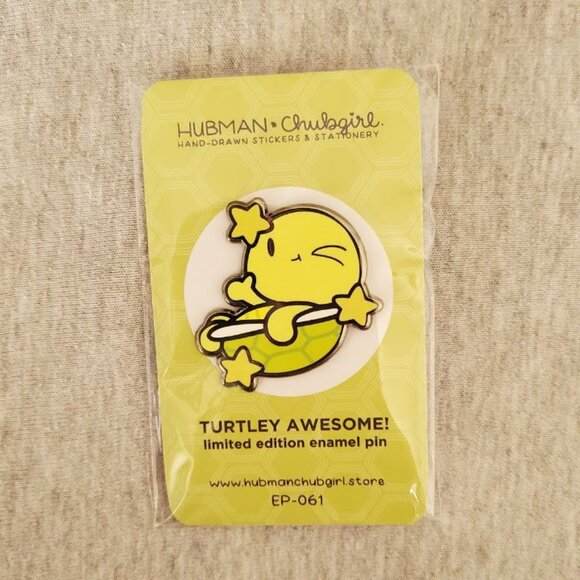 HUBMAN & Chubgirl.
HAND-DRAWN STICKERS & STATIONERY
TURTLEY AWESOME!
limited edition enamel pin
www.hubmanchubgirl.store
EP-061